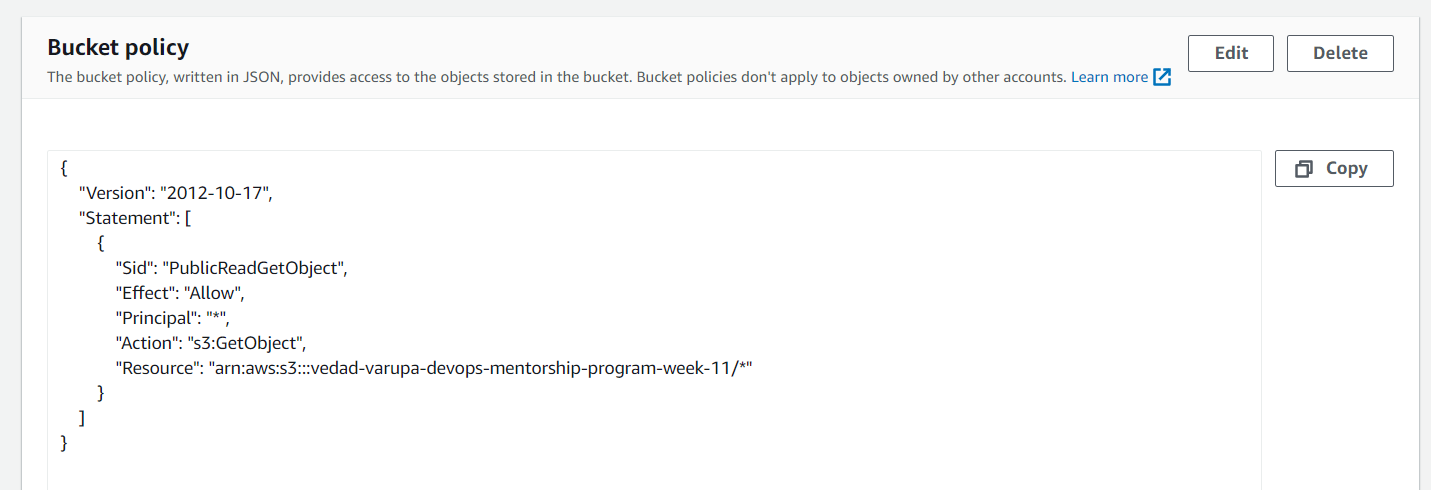 Bucket policy
Edit
Delete
The bucket policy, written in JSON, provides access to the objects stored in the bucket. Bucket policies don't apply to objects owned by other accounts. Learn more
Copy
{
"Version": "2012-10-17",
"Statement": [
{
"Sid": "PublicReadGetObject",
"Effect": "Allow",
"Principal": "*",
"Action": "s3:GetObject",
"Resource": "arn:aws:s3:::vedad-varupa-devops-mentorship-program-week-11/*"
}
]
}